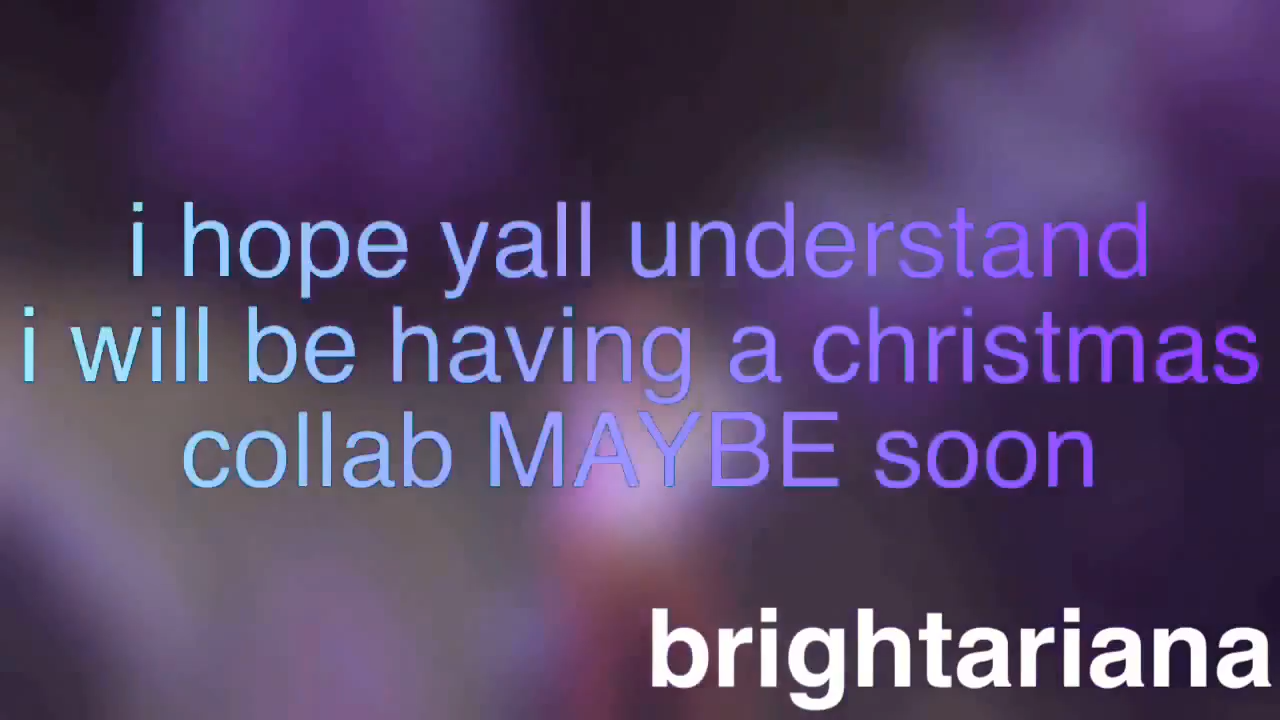 i hope yall understand
i will be having a christmas
collab MAYBE soon
brightariana